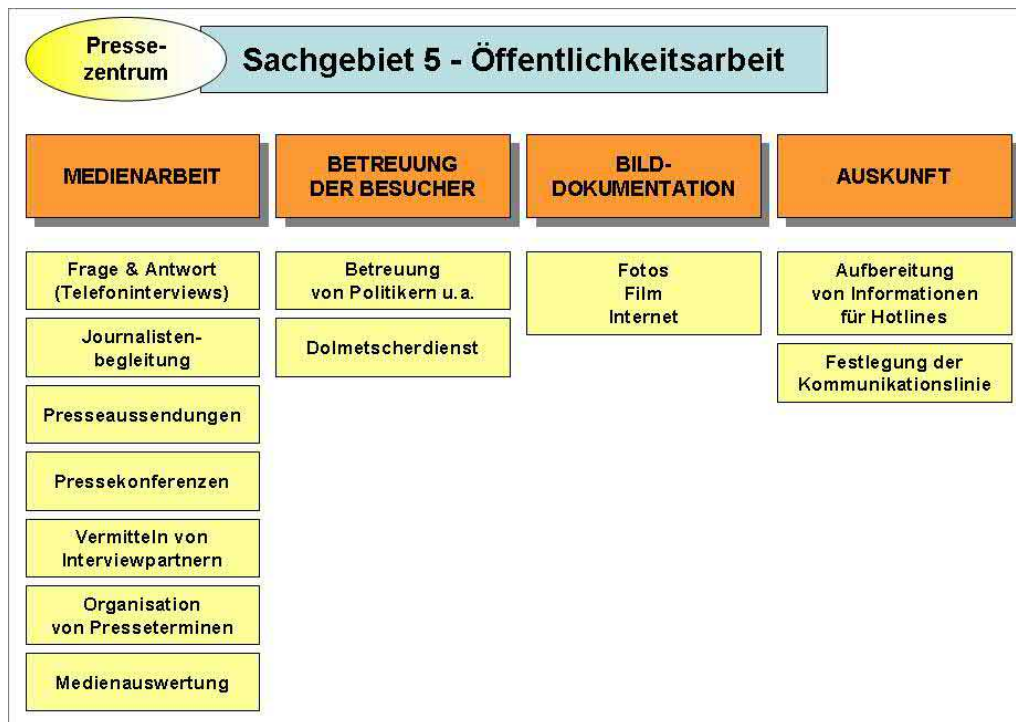 Presse-
zentrum
Sachgebiet 5 - Öffentlichkeitsarbeit
MEDIENARBEIT
Frage & Antwort
(Telefoninterviews)
Journalisten-
begleitung
Presseaussendungen
Pressekonferenzen
Vermitteln von
Interviewpartnern
Organisation
von Presseterminen
Medienauswertung
BETREUUNG
DER BESUCHER
Betreuung
von Politikern u.a.
Dolmetscherdienst
BILD-
DOKUMENTATION
Fotos
Film
Internet
AUSKUNFT
Aufbereitung
von Informationen
für Hotlines
Festlegung der
Kommunikationslinie